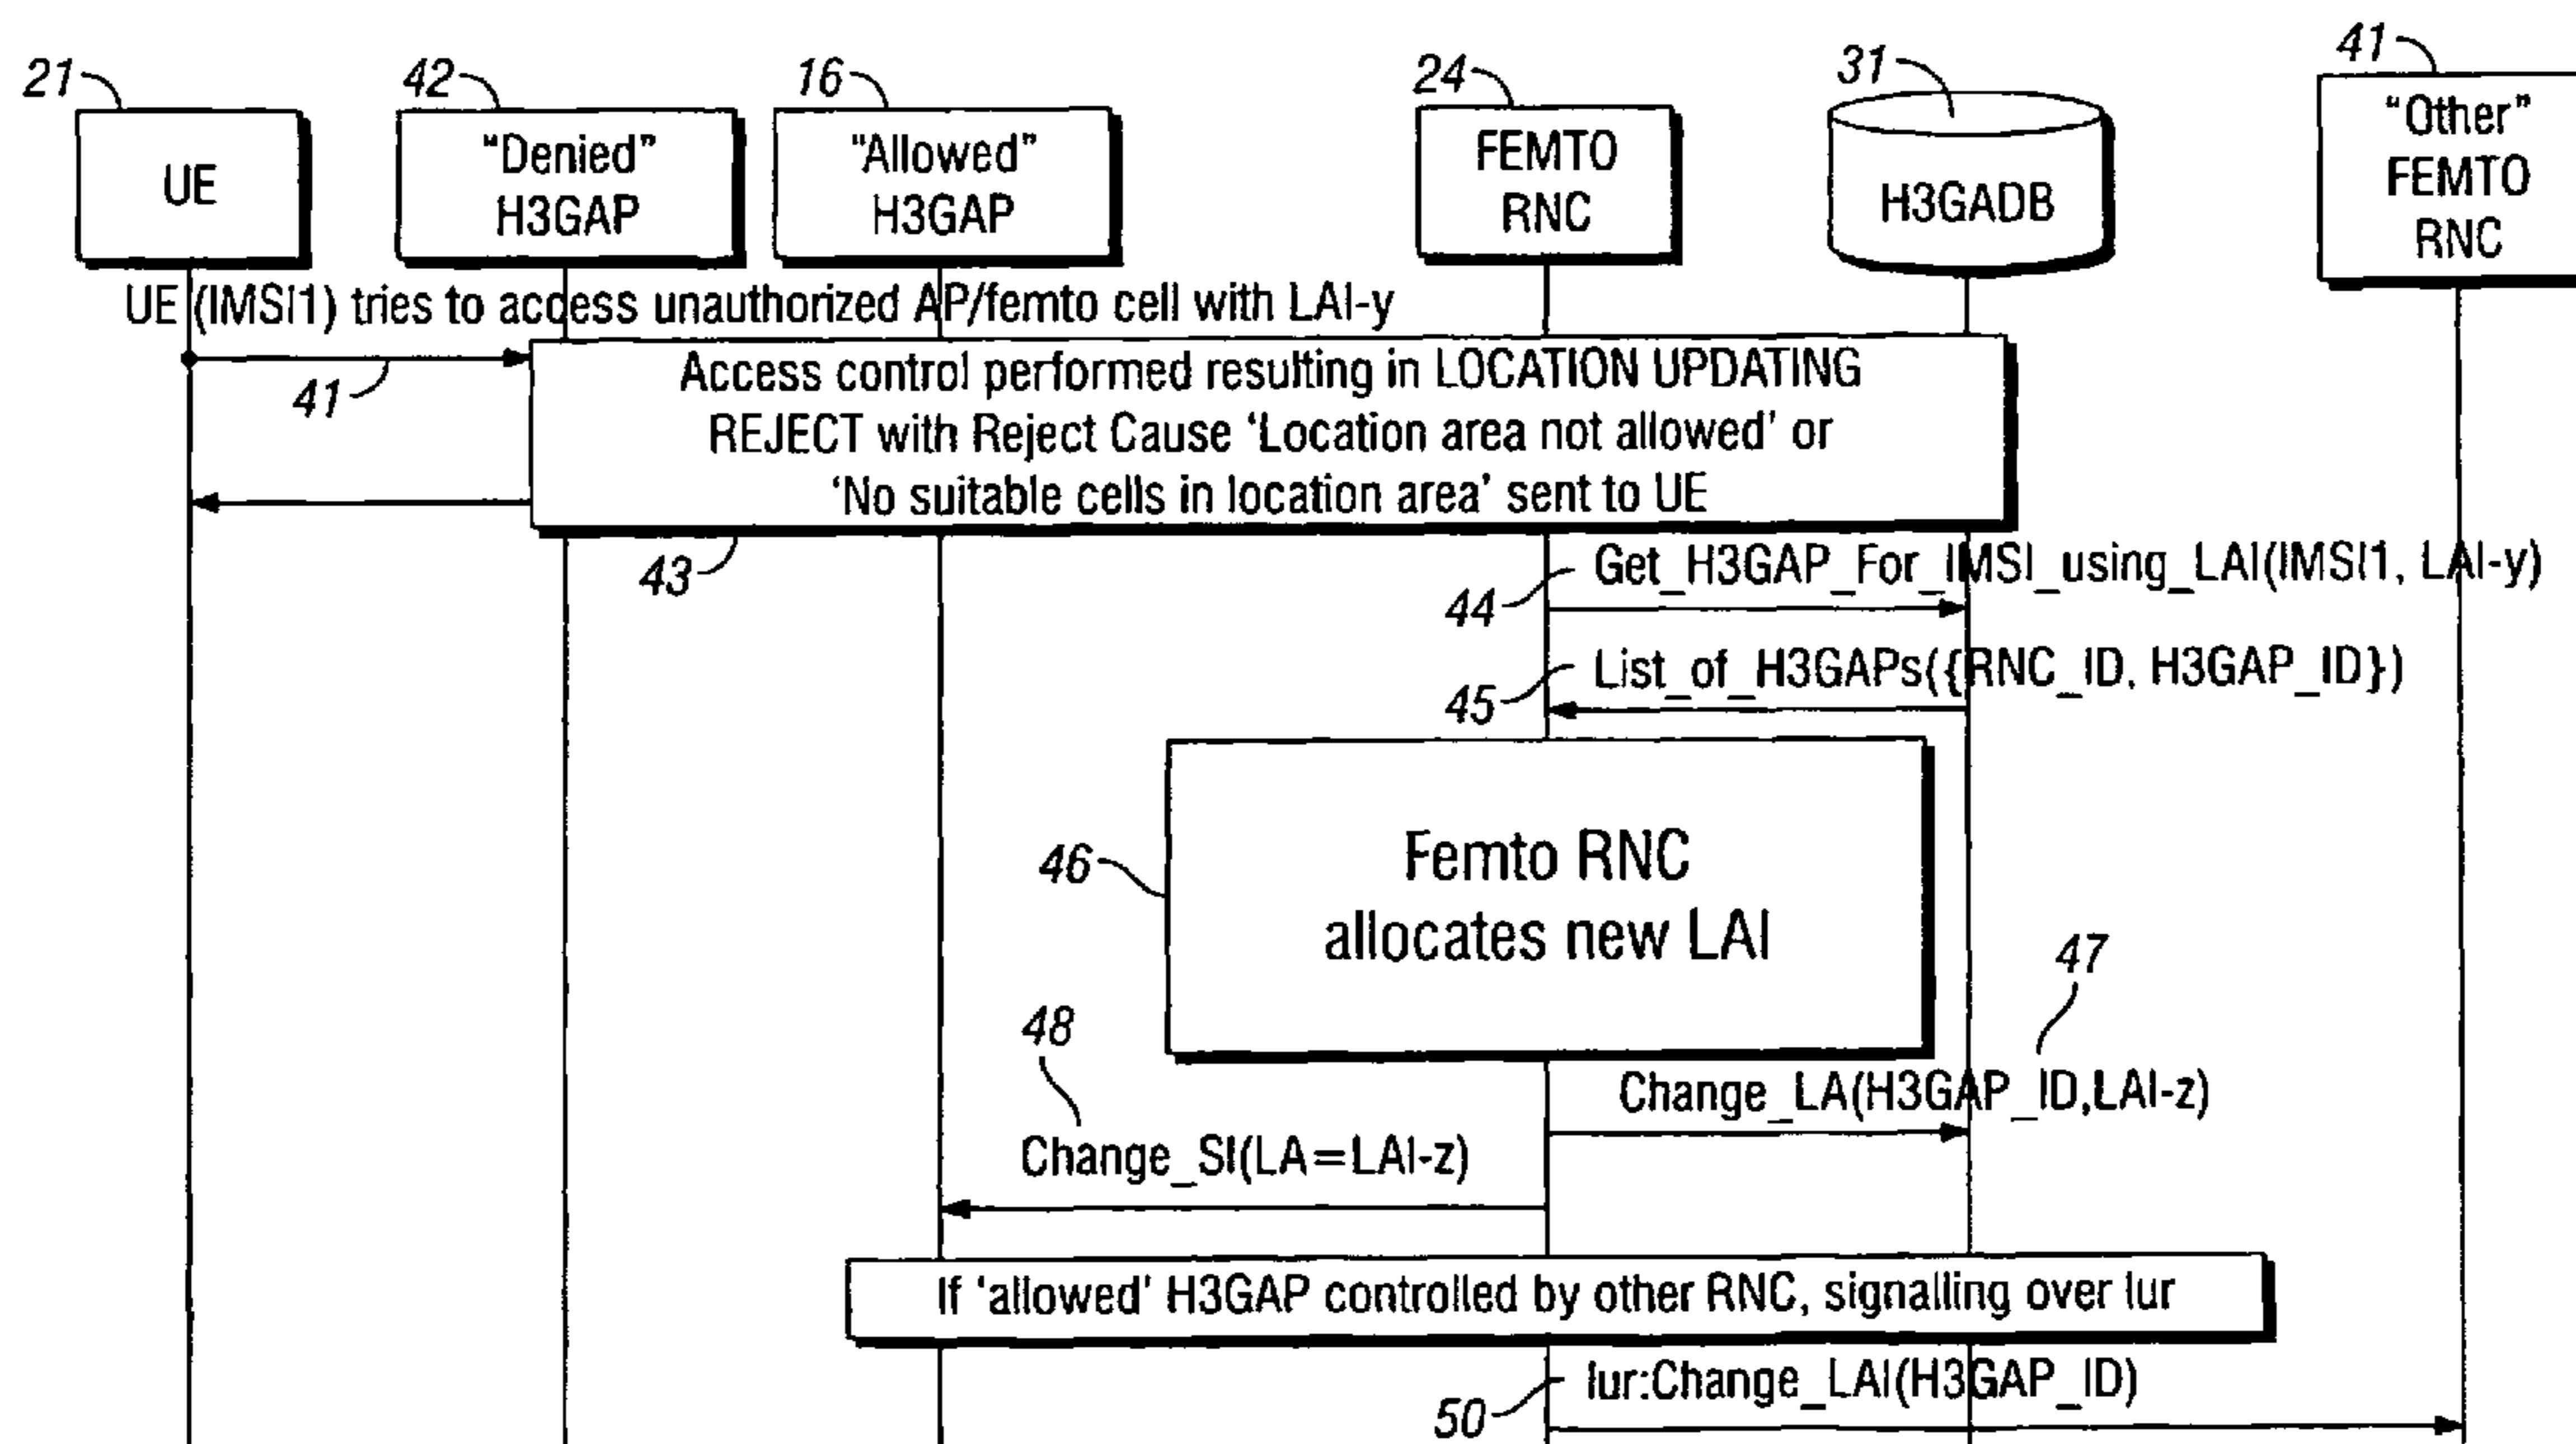 21
42
16
24
31
41
UE
"Denied"
H3GAP
"Allowed"
H3GAP
FEMTO
RNC
H3GADB
"Other"
FEMTO
RNC
UE (IMSI1) tries to access unauthorized AP/femto cell with LAI-y
41
Access control performed resulting in LOCATION UPDATING
REJECT with Reject Cause 'Location area not allowed' or
'No suitable cells in location area' sent to UE
43
44
Get_H3GAP_For_IMSI_using_LAI(IMSI1, LAI-y)
45
List_of_H3GAPs({RNC_ID, H3GAP_ID})
46
Femto RNC
allocates new LAI
47
48
Change_LA(H3GAP_ID,LAI-z)
Change_SI(LA=LAI-z)
If 'allowed' H3GAP controlled by other RNC, signalling over Iur
50
Iur:Change_LAI(H3GAP_ID)